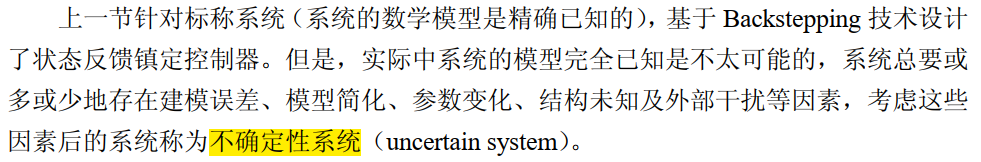 上一节针对标称系统（系统的数学模型是精确已知的），基于 Backstepping 技术设计
了状态反馈镇定控制器。但是，实际中系统的模型完全已知是不太可能的，系统总要或
多或少地存在建模误差、模型简化、参数变化、结构未知及外部干扰等因素，考虑这些
因素后的系统称为不确定性系统（uncertain system）。